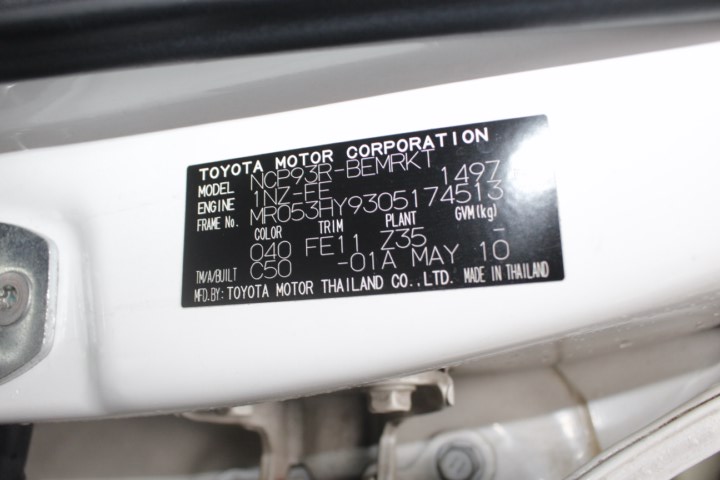 TOYOTA MOTOR CORPORATION
MODEL NCP93R-BEMRKT
ENGINE 1NZ-FE 1497
FRAME No. MR053HY9305174513
COLOR TRIM PLANT GVM(kg)
040 FE11 Z35 -
TM/A/BUILT C50 -01A MAY 10
MFD.BY: TOYOTA MOTOR THAILAND CO.,LTD. MADE IN THAILAND